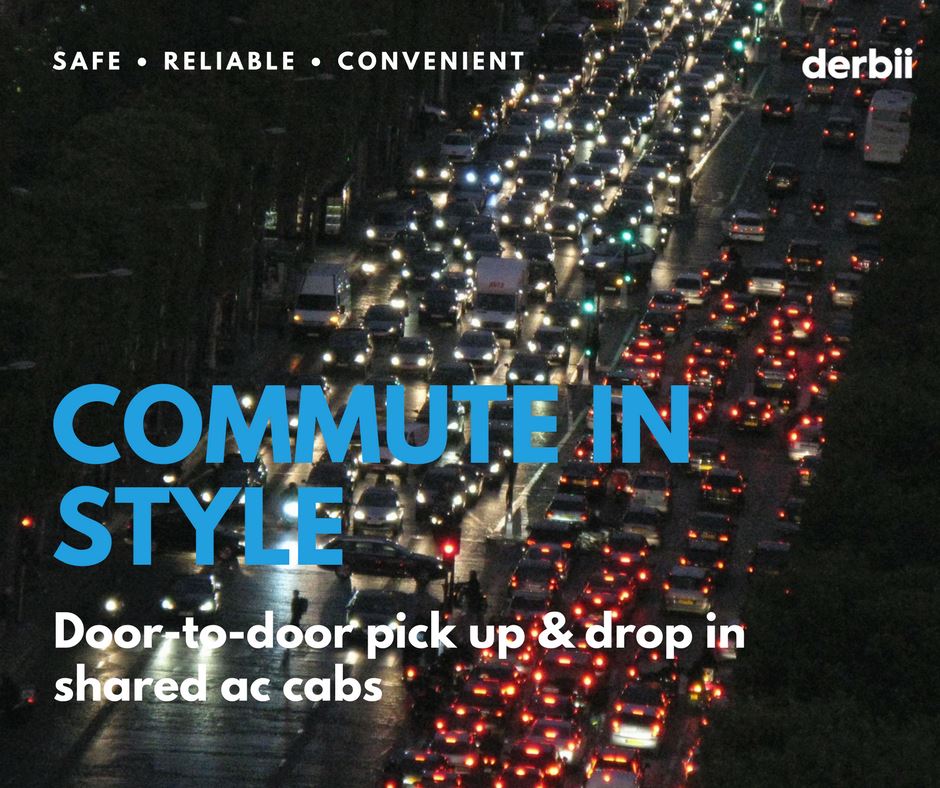 SAFE • RELIABLE • CONVENIENT
derbii
COMMUTE IN
STYLE
Door-to-door pick up & drop in
shared ac cabs